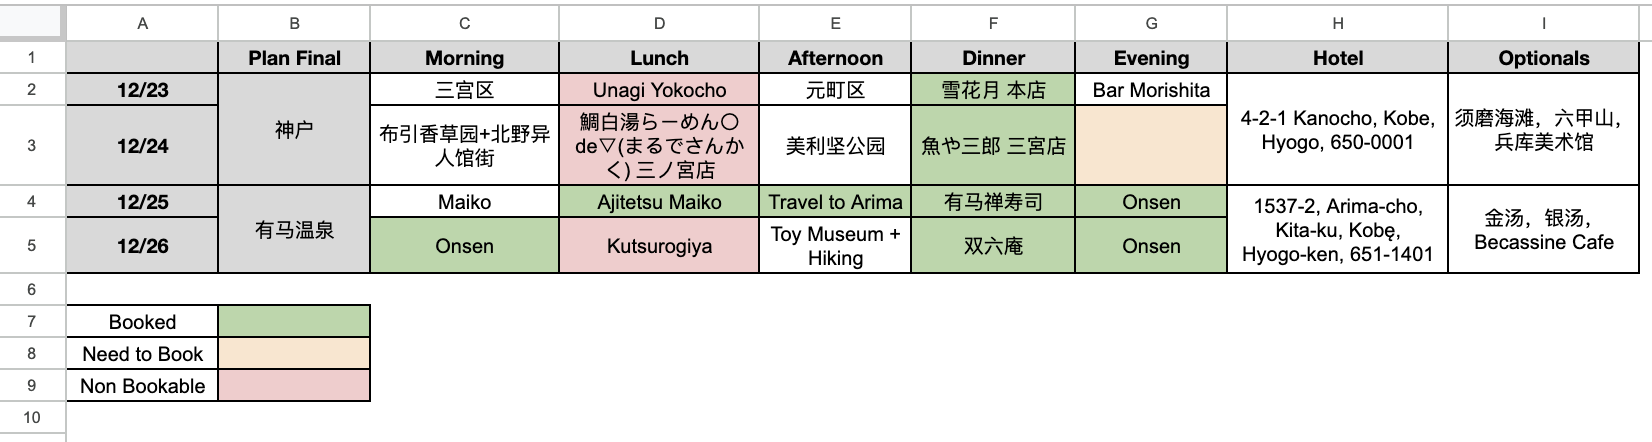 A B C D E F G H I
1 Plan Final Morning Lunch Afternoon Dinner Evening Hotel Optionals
2 12/23 三宫区 Unagi Yokocho 元町区 雪花月 本店 Bar Morishita
神户
4-2-1 Kanocho, Kobe,
Hyogo, 650-0001
须磨海滩，六甲山，
兵库美术馆
3 12/24
布引香草园+北野异
人馆街
鯛白湯らーめん〇
de▽(まるでさんか
く) 三ノ宮店
美利坚公园
魚や三郎 三宮店
4 12/25 Maiko Ajitetsu Maiko Travel to Arima 有马禅寿司 Onsen
有马温泉
1537-2, Arima-cho,
Kita-ku, Kobę,
Hyogo-ken, 651-1401
金汤，银汤，
Becassine Cafe
5 12/26 Onsen Kutsurogiya
Toy Museum +
Hiking
双六庵 Onsen
6
7 Booked
8 Need to Book
9 Non Bookable
10